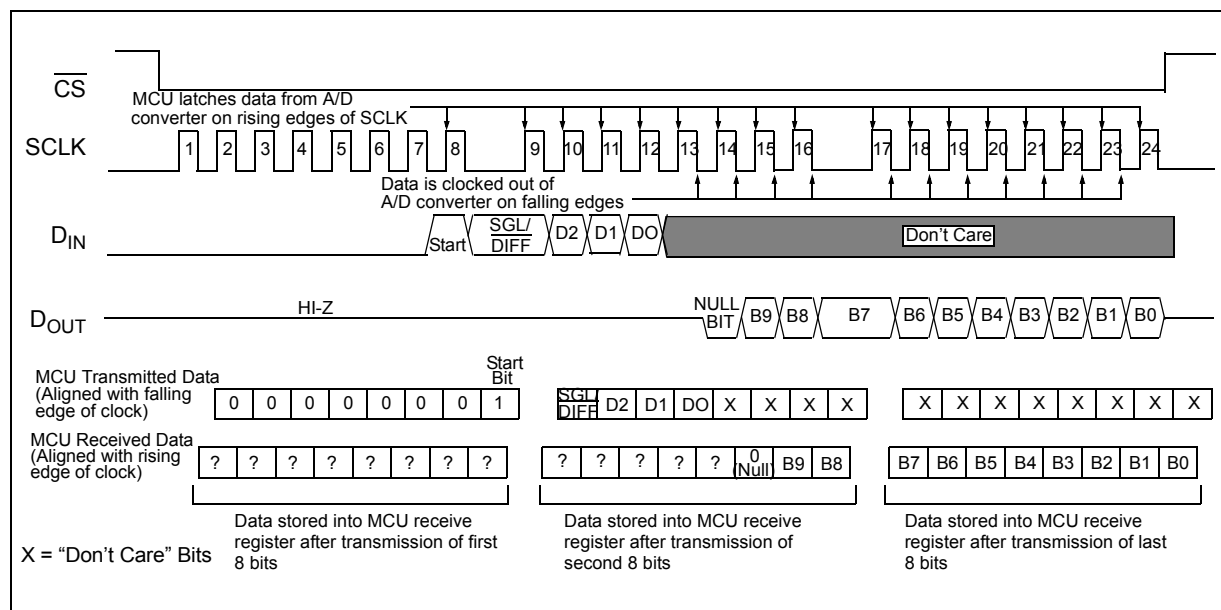 CS
MCU latches data from A/D
converter on rising edges of SCLK
SCLK
1 2 3 4 5 6 7 8 9 10 11 12 13 14 15 16 17 18 19 20 21 22 23 24
Data is clocked out of
A/D converter on falling edges
DIN
Start SGL/DIFF D2 D1 DO Don't Care
HI-Z
DOUT
NULL BIT B9 B8 B7 B6 B5 B4 B3 B2 B1 B0
Start
Bit
MCU Transmitted Data
(Aligned with falling
edge of clock)
0 0 0 0 0 0 0 1 SGL/DIFF D2 D1 DO X X X X X X X X X X X X
MCU Received Data
(Aligned with rising
edge of clock)
? ? ? ? ? ? ? ? ? ? ? ? ? 0 (Null) B9 B8 B7 B6 B5 B4 B3 B2 B1 B0
Data stored into MCU receive
register after transmission of first
8 bits
Data stored into MCU receive
register after transmission of
second 8 bits
Data stored into MCU receive
register after transmission of last
8 bits
X = “Don’t Care” Bits